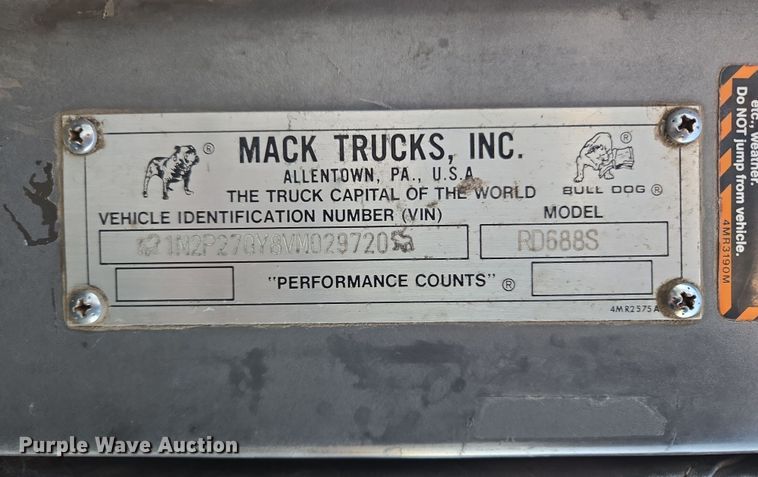 MACK TRUCKS, INC.
ALLENTOWN, PA., U.S.A
THE TRUCK CAPITAL OF THE WORLD
BULL DOG ®
VEHICLE IDENTIFICATION NUMBER (VIN)
MODEL
1M2P270Y8VM029720
RD688S
"PERFORMANCE COUNTS" ®
4MR2575A
etc., weather.
Do NOT jump from vehicle.
4MR3190M
Purple Wave Auction